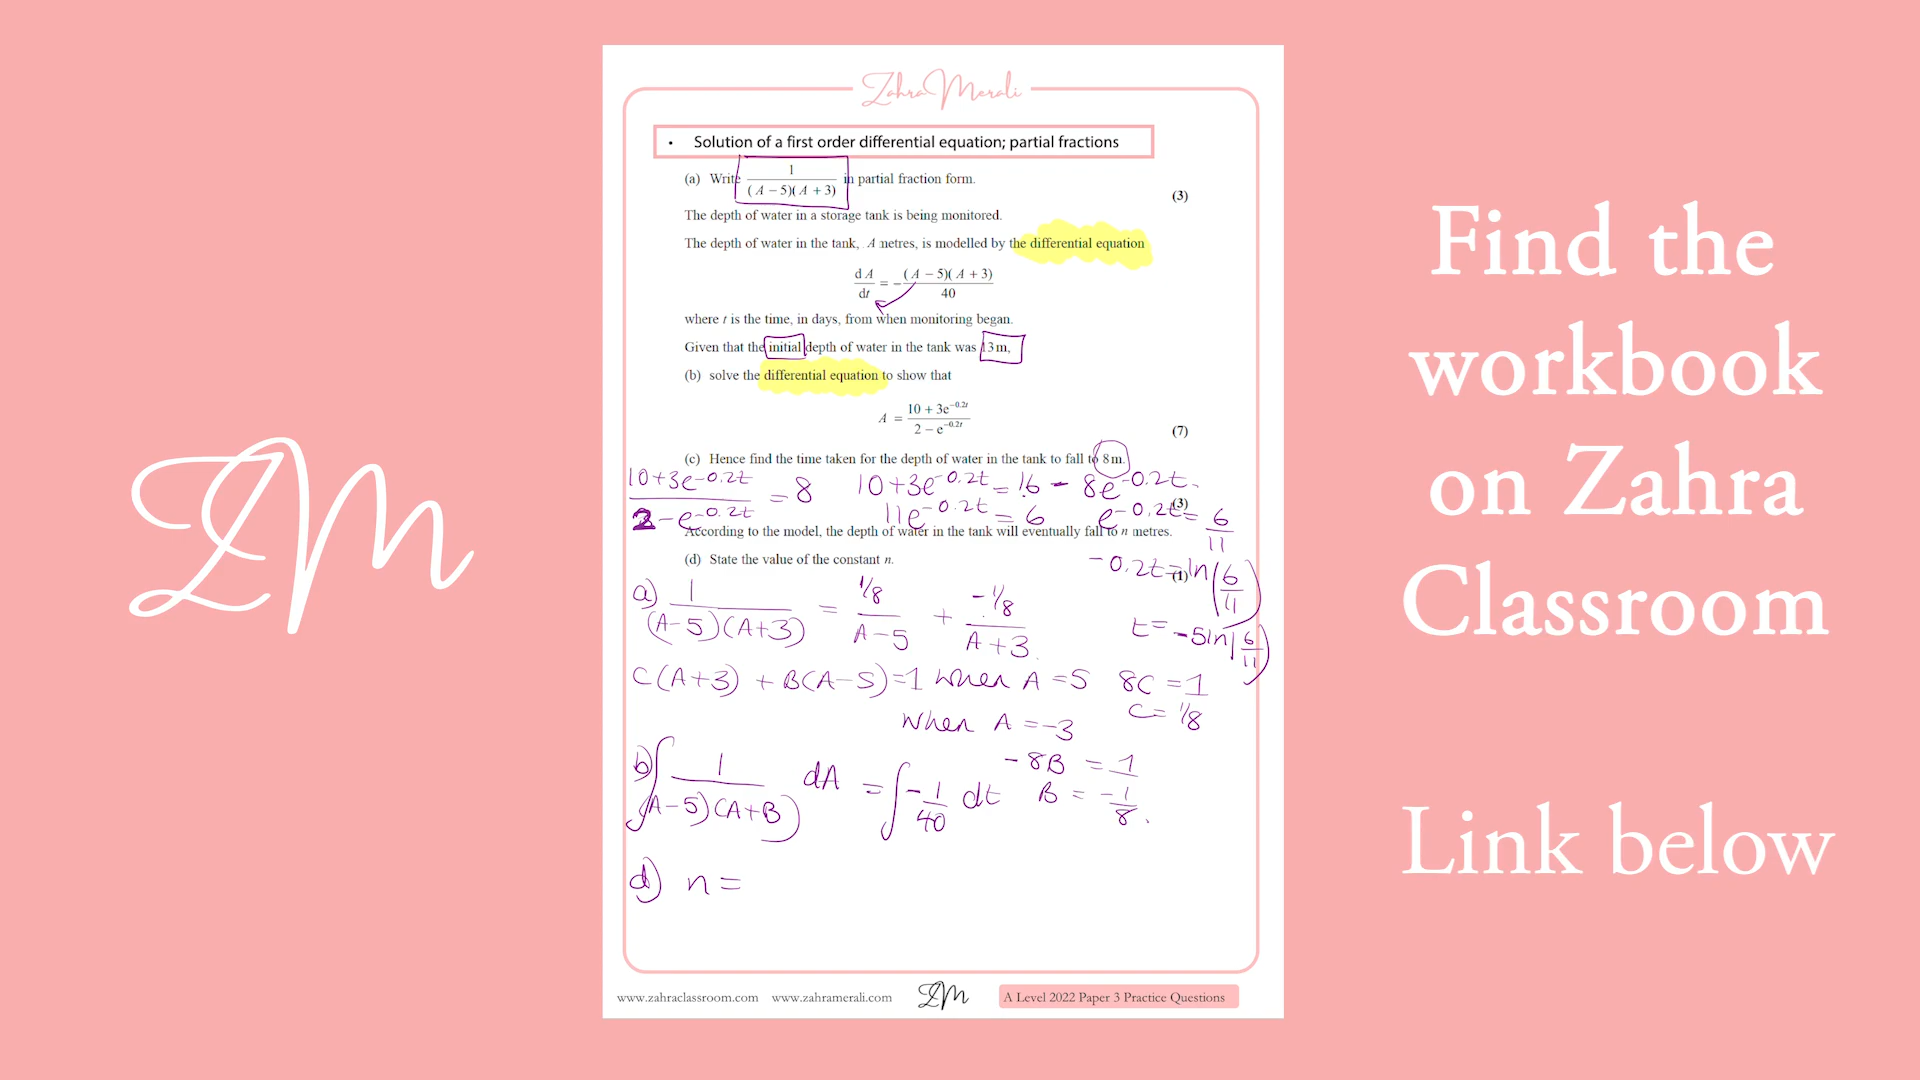 Zahra Merali
• Solution of a first order differential equation; partial fractions
(a) Write 1 / (A − 5)(A + 3) in partial fraction form.
(3)
The depth of water in a storage tank is being monitored.
The depth of water in the tank, A metres, is modelled by the differential equation
dA/dt = −(A − 5)(A + 3) / 40
where t is the time, in days, from when monitoring began.
Given that the initial depth of water in the tank was 13 m,
(b) solve the differential equation to show that
A = (10 + 3e^−0.2t) / (2 − e^−0.2t)
(7)
(c) Hence find the time taken for the depth of water in the tank to fall to 8 m.
(10+3e^-0.2t) / (2-e^-0.2t) = 8
10+3e^-0.2t = 16 - 8e^-0.2t
(3)
11e^-0.2t = 6
e^-0.2t = 6/11
According to the model, the depth of water in the tank will eventually fall to n metres.
(d) State the value of the constant n.
(1)
-0.2t = ln(6/11)
t = -5ln(6/11)
a) 1 / (A-5)(A+3) = 1/8 / A-5 + -1/8 / A+3
C(A+3) + B(A-5) = 1 when A = 5 8C = 1
C = 1/8
when A = -3
-8B = 1
B = -1/8
b) ∫ 1 / (A-5)(A+B) dA = ∫ -1/40 dt
d) n =
www.zahraclassroom.com www.zahramerali.com ZM A Level 2022 Paper 3 Practice Questions
ZM
Find the
workbook
on Zahra
Classroom
Link below